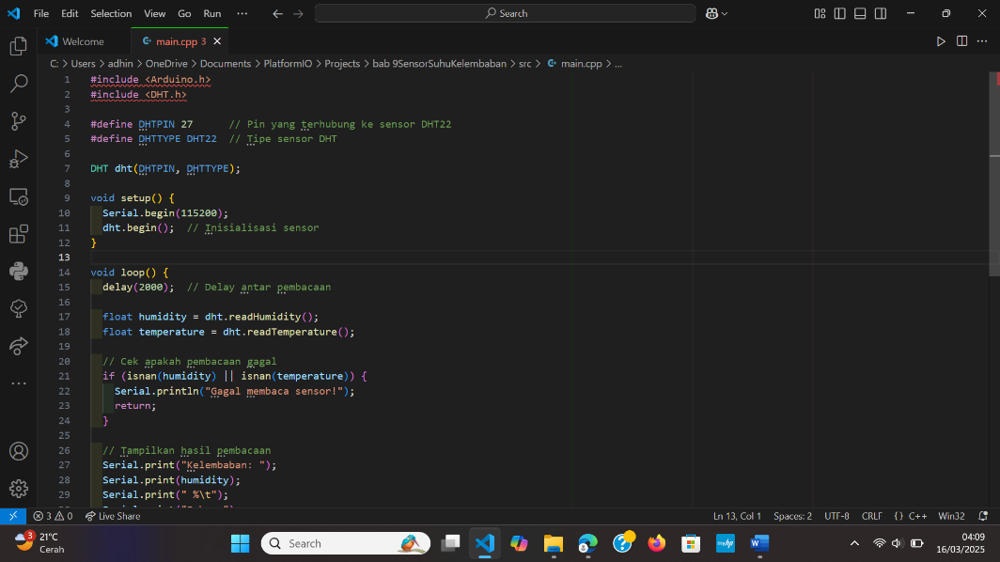 File Edit Selection View Go Run ··· Search
Welcome main.cpp 3
C: > Users > adhin > OneDrive > Documents > PlatformIO > Projects > bab 9SensorSuhuKelembaban > src > main.cpp > ...
1 #include <Arduino.h>
2 #include <DHT.h>
3
4 #define DHTPIN 27      // Pin yang terhubung ke sensor DHT22
5 #define DHTTYPE DHT22  // Tipe sensor DHT
6
7 DHT dht(DHTPIN, DHTTYPE);
8
9 void setup() {
10   Serial.begin(115200);
11   dht.begin();  // Inisialisasi sensor
12 }
13
14 void loop() {
15   delay(2000);  // Delay antar pembacaan
16
17   float humidity = dht.readHumidity();
18   float temperature = dht.readTemperature();
19
20   // Cek apakah pembacaan gagal
21   if (isnan(humidity) || isnan(temperature)) {
22     Serial.println("Gagal membaca sensor!");
23     return;
24   }
25
26   // Tampilkan hasil pembacaan
27   Serial.print("Kelembaban: ");
28   Serial.print(humidity);
29   Serial.print(" %\t");
3 0 Live Share Ln 13, Col 1 Spaces: 2 UTF-8 CRLF {} C++ Win32
3 21°C Search 04:09
Cerah 16/03/2025